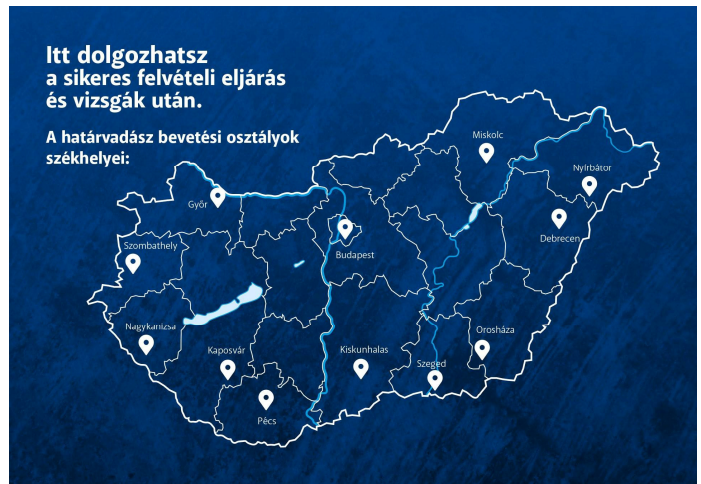 Itt dolgozhatsz
a sikeres felvételi eljárás
és vizsgák után.
A határvadász bevetési osztályok
székhelyei:
Miskolc
Nyírbátor
Győr
Debrecen
Szombathely
Budapest
Nagykanizsa
Orosháza
Kaposvár
Kiskunhalas
Szeged
Pécs